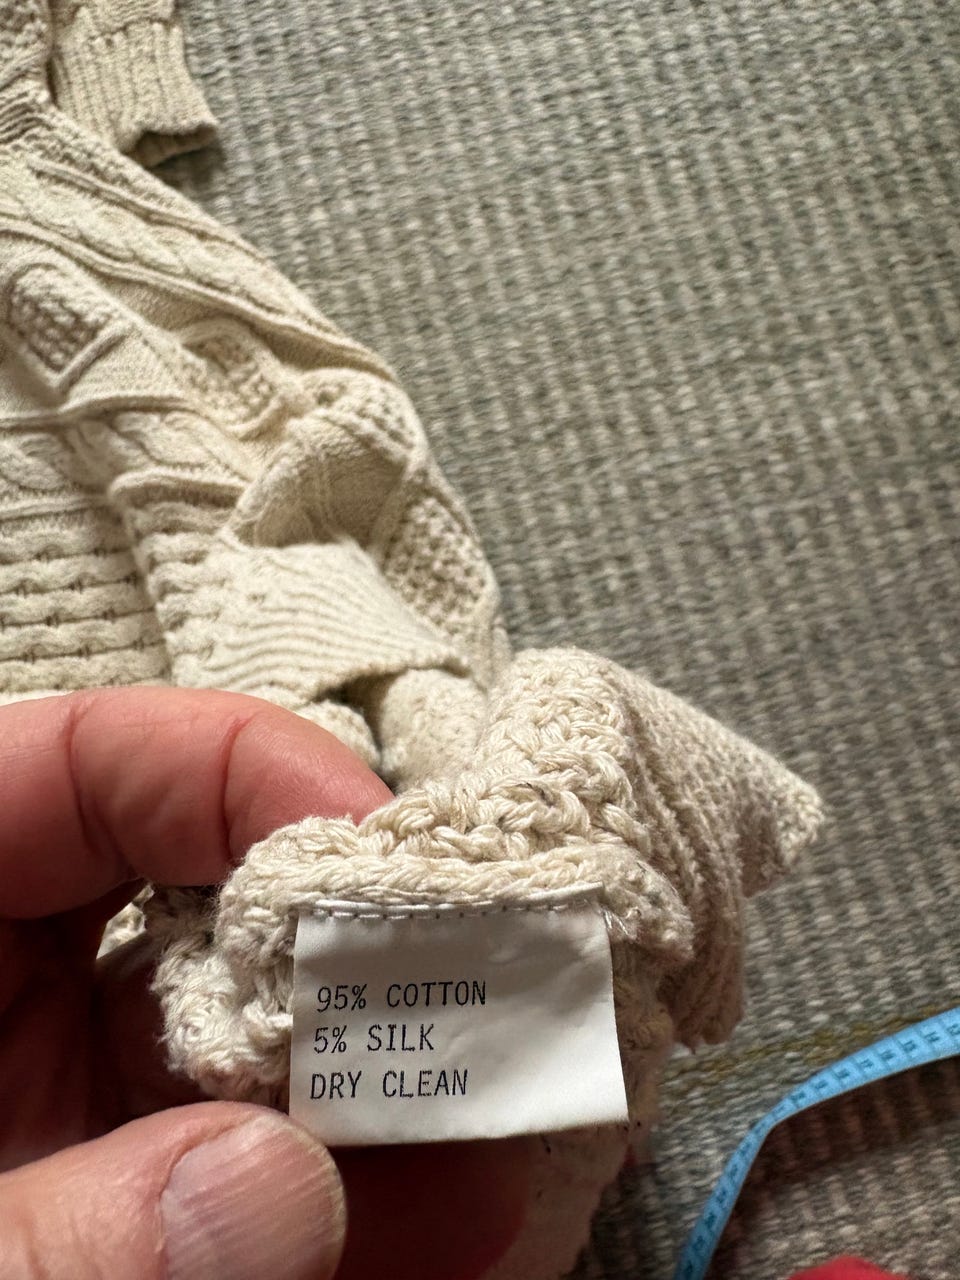 95% COTTON
5% SILK
DRY CLEAN